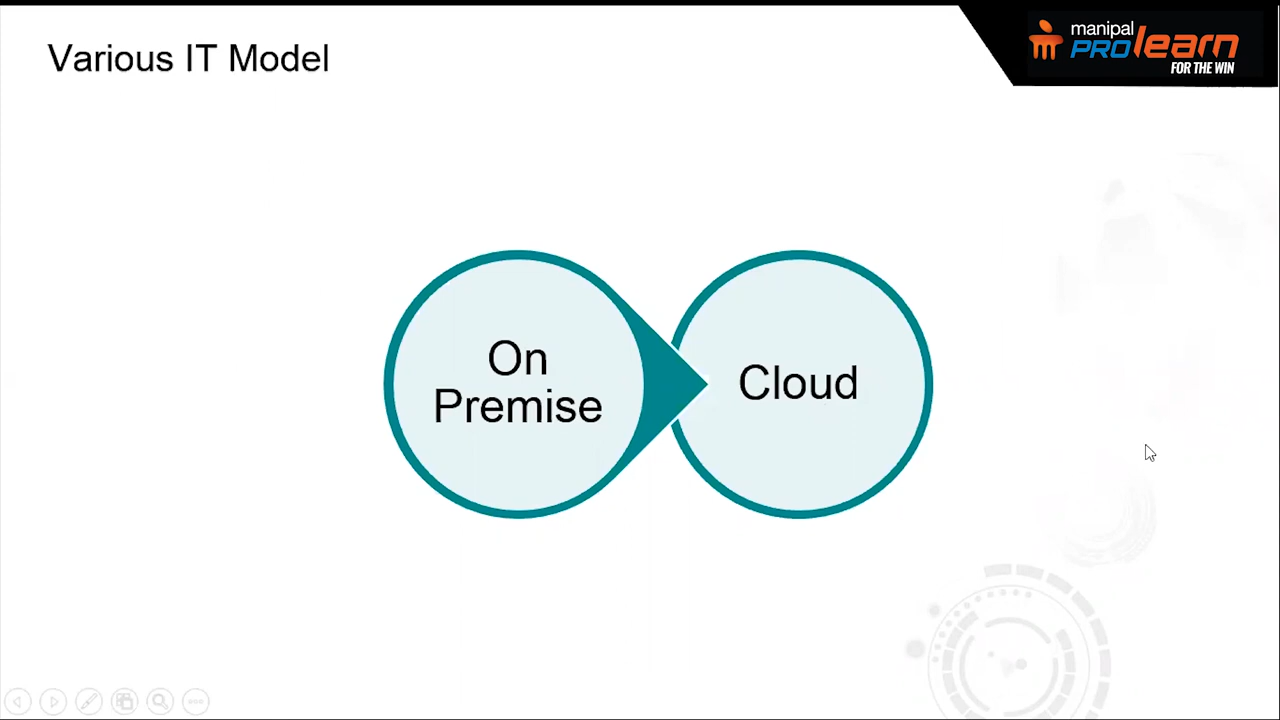 Various IT Model
manipal
PROlearn
FOR THE WIN
On
Premise
Cloud